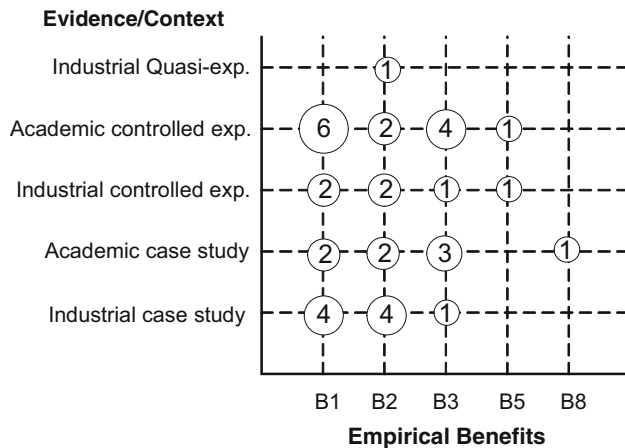 Evidence/Context
Industrial Quasi-exp. 1
Academic controlled exp. 6 2 4 1
Industrial controlled exp. 2 2 1 1
Academic case study 2 2 3 1
Industrial case study 4 4 1
B1 B2 B3 B5 B8
Empirical Benefits